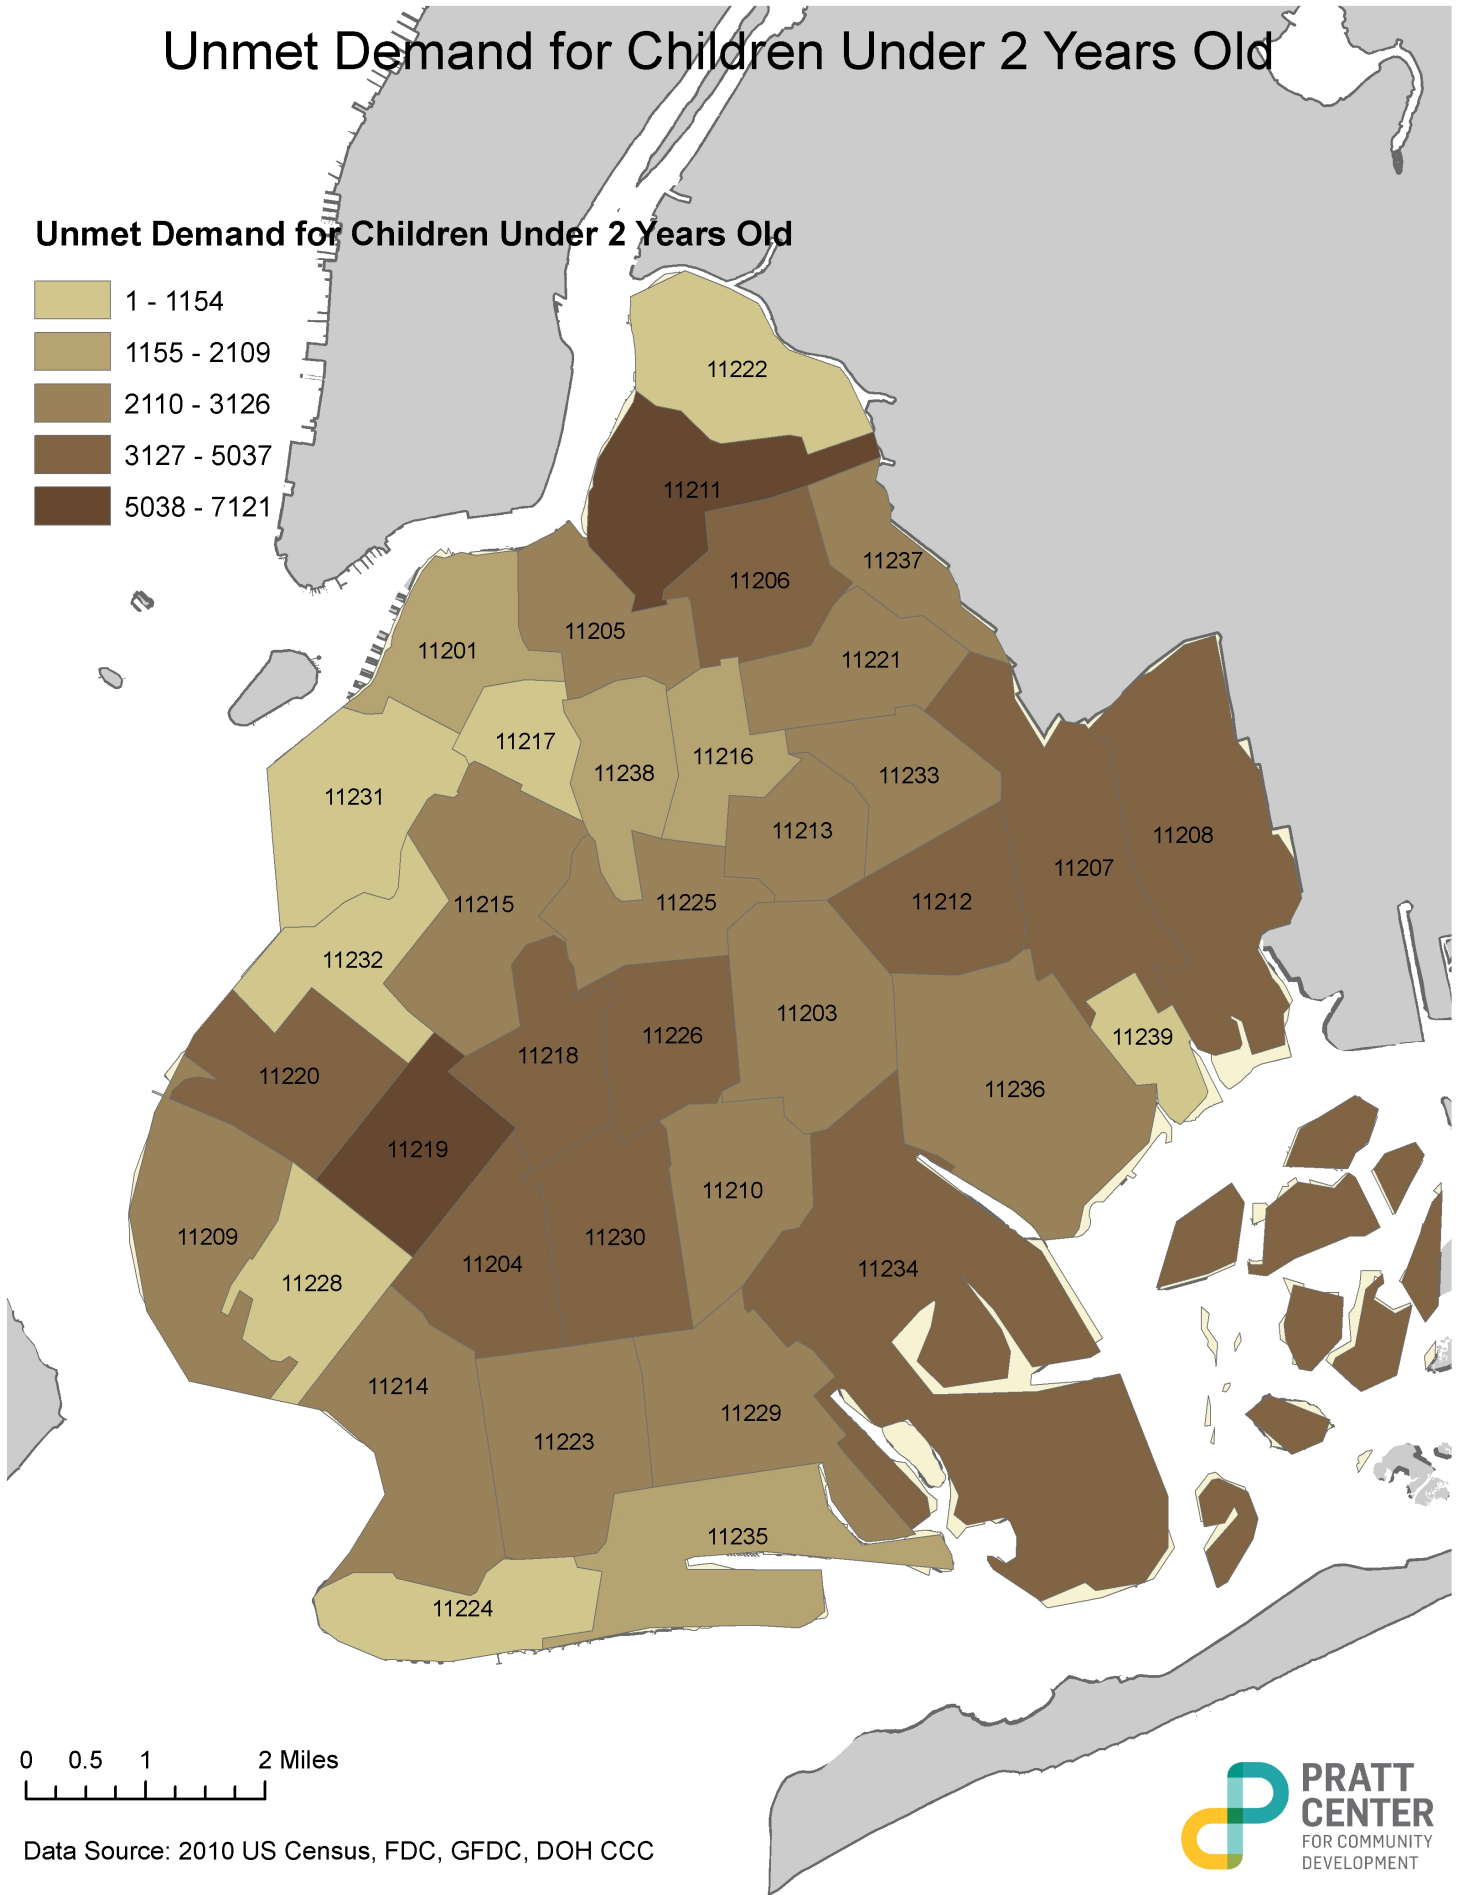 Unmet Demand for Children Under 2 Years Old
Unmet Demand for Children Under 2 Years Old
1 - 1154
1155 - 2109
2110 - 3126
3127 - 5037
5038 - 7121
11222
11211
11237
11206
11205
11201
11221
11217
11216
11238
11233
11231
11213
11208
11207
11212
11225
11215
11232
11203
11226
11239
11218
11220
11236
11219
11210
11209
11230
11204
11234
11228
11214
11229
11223
11235
11224
0 0.5 1 2 Miles
Data Source: 2010 US Census, FDC, GFDC, DOH CCC
PRATT
CENTER
FOR COMMUNITY
DEVELOPMENT